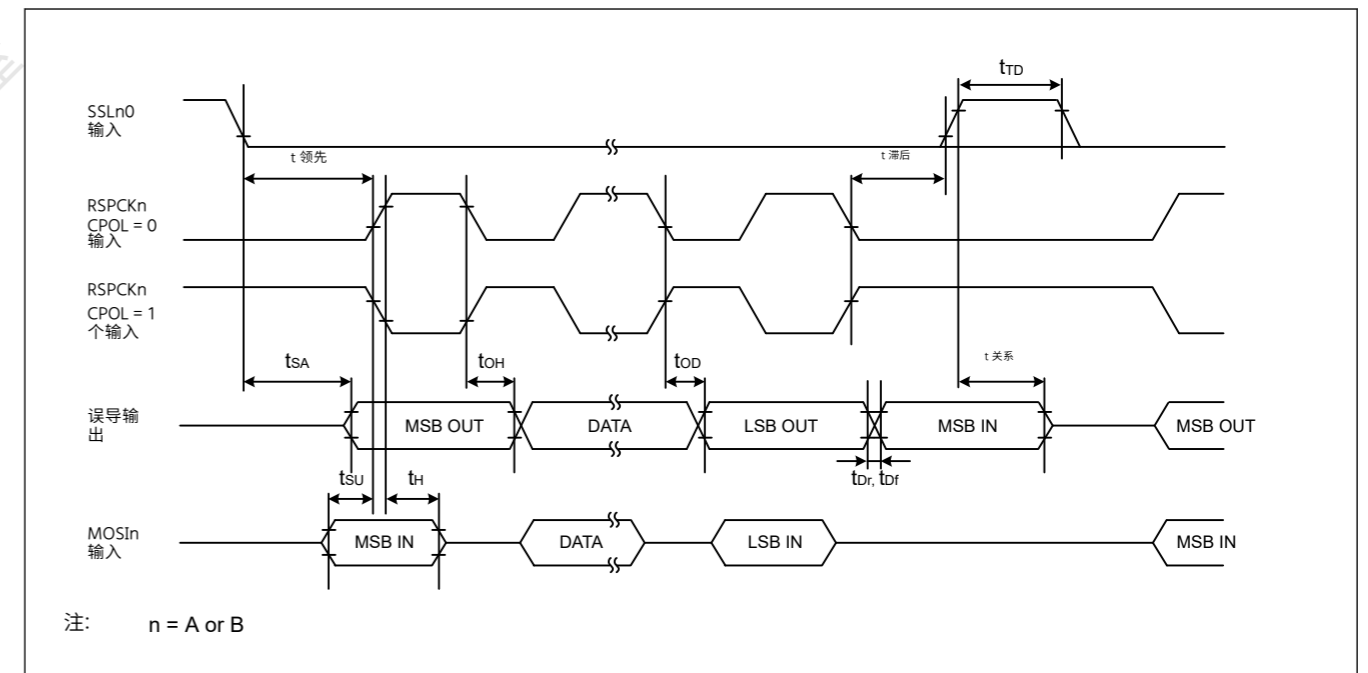 tTD
SSLn0
输入
t 领先
t 滞后
RSPCKn
CPOL = 0
输入
RSPCKn
CPOL = 1
个输入
tSA
tOH
tOD
t 关系
误导输
出
MSB OUT
DATA
LSB OUT
MSB IN
MSB OUT
tSU
tH
tDr, tDf
MOSIn
输入
MSB IN
DATA
LSB IN
MSB IN
注:
n = A or B